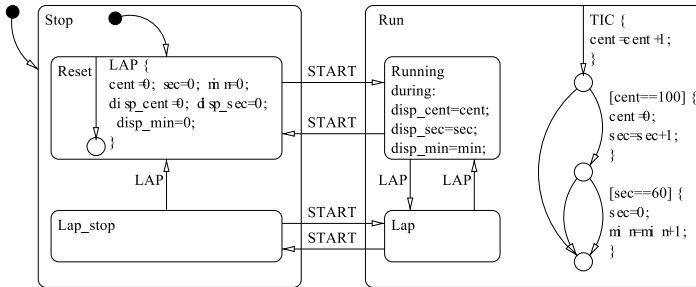 Stop
Reset
LAP {
cent=0; sec=0; min=0;
disp_cent=0; disp_sec=0;
disp_min=0;
}
LAP
Lap_stop
START
START
START
START
Run
Running
during:
disp_cent=cent;
disp_sec=sec;
disp_min=min;
LAP
LAP
Lap
TIC {
cent=cent+1;
}
[cent==100] {
cent=0;
sec=sec+1;
}
[sec==60] {
sec=0;
min=min+1;
}